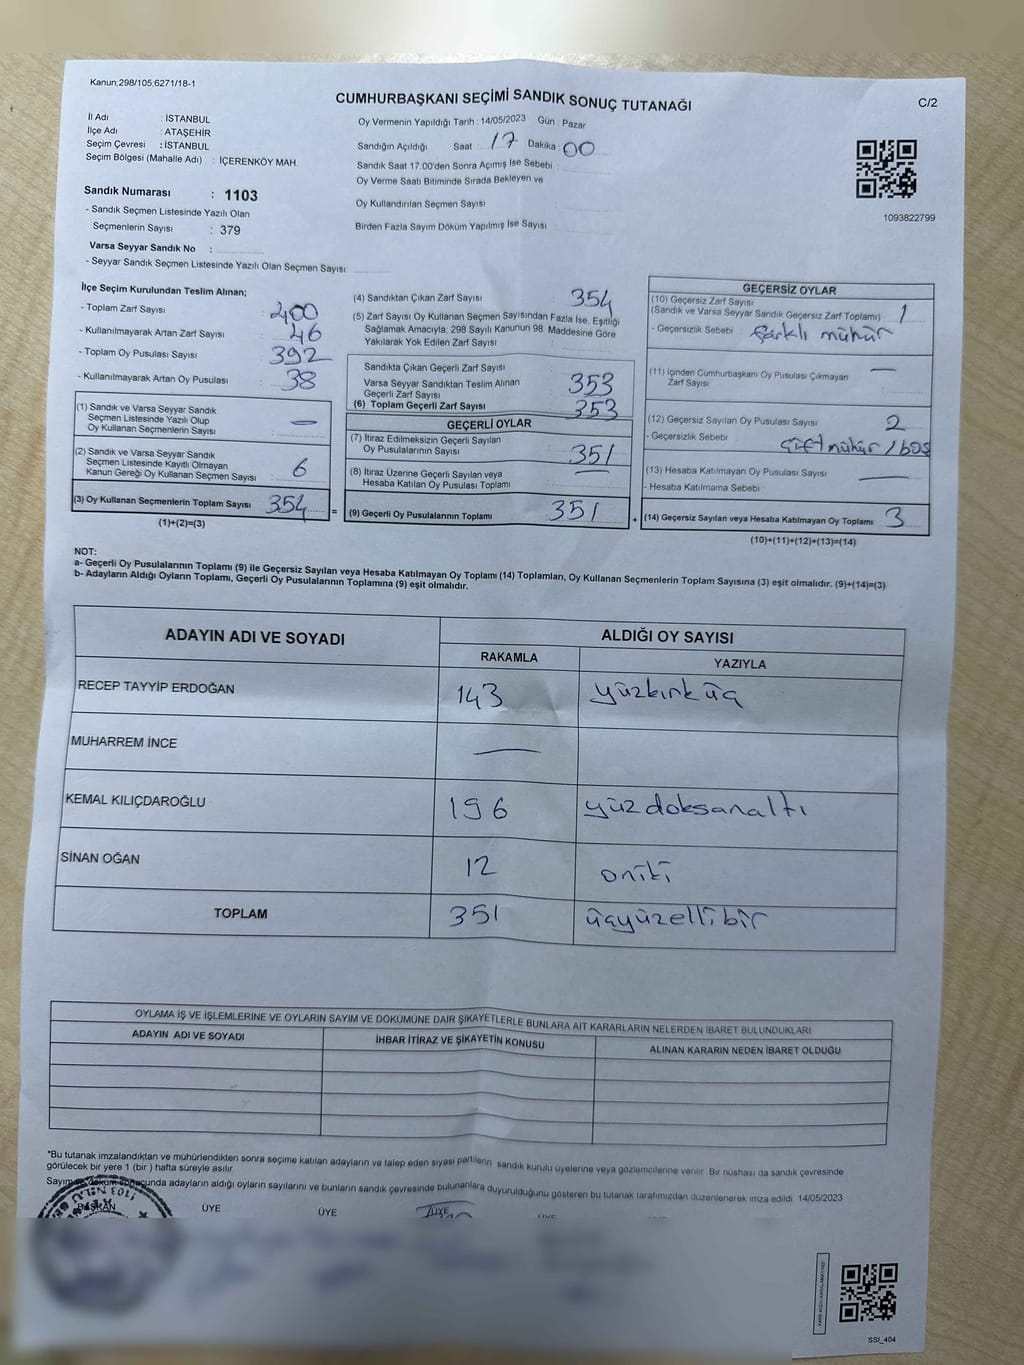 Kanun;298/105,6271/18-1
CUMHURBAŞKANI SEÇİMİ SANDIK SONUÇ TUTANAĞI
C/2
İl Adı : İSTANBUL
İlçe Adı : ATAŞEHİR
Seçim Çevresi : İSTANBUL
Seçim Bölgesi (Mahalle Adı) : İÇERENKÖY MAH.
Sandık Numarası : 1103
- Sandık Seçmen Listesinde Yazılı Olan
Seçmenlerin Sayısı : 379
Varsa Seyyar Sandık No :
- Seyyar Sandık Seçmen Listesinde Yazılı Olan Seçmen Sayısı:
Oy Vermenin Yapıldığı Tarih : 14/05/2023 Gün : Pazar
Sandığın Açıldığı Saat : 17 Dakika : 00
Sandık Saat 17.00'den Sonra Açımış İse Sebebi :
Oy Verme Saati Bitiminde Sırada Bekleyen ve
Oy Kullandırılan Seçmen Sayısı :
Birden Fazla Sayım Döküm Yapılmış İse Sayısı :
1093822799
İlçe Seçim Kurulundan Teslim Alınan;
- Toplam Zarf Sayısı : 400
- Kullanılmayarak Artan Zarf Sayısı : 46
- Toplam Oy Pusulası Sayısı : 392
- Kullanılmayarak Artan Oy Pusulası : 38
(1) Sandık ve Varsa Seyyar Sandık
Seçmen Listesinde Yazılı Olup
Oy Kullanan Seçmenlerin Sayısı : —
(2) Sandık ve Varsa Seyyar Sandık
Seçmen Listesinde Kayıtlı Olmayan
Kanun Gereği Oy Kullanan Seçmen Sayısı : 6
(3) Oy Kullanan Seçmenlerin Toplam Sayısı : 354
(1)+(2)=(3)
(4) Sandıktan Çıkan Zarf Sayısı : 354
(5) Zarf Sayısı Oy Kullanan Seçmen Sayısından Fazla İse, Eşitliği
Sağlamak Amacıyla; 298 Sayılı Kanunun 98. Maddesine Göre
Yakılarak Yok Edilen Zarf Sayısı :
Sandıkta Çıkan Geçerli Zarf Sayısı :
Varsa Seyyar Sandıktan Teslim Alınan
Geçerli Zarf Sayısı : 353
(6) Toplam Geçerli Zarf Sayısı : 353
GEÇERLİ OYLAR
(7) İtiraz Edilmeksizin Geçerli Sayılan
Oy Pusulalarının Sayısı : 351
(8) İtiraz Üzerine Geçerli Sayılan veya
Hesaba Katılan Oy Pusulası Toplamı : —
= (9) Geçerli Oy Pusulalarının Toplamı : 351
GEÇERSİZ OYLAR
(10) Geçersiz Zarf Sayısı
(Sandık ve Varsa Seyyar Sandık Geçersiz Zarf Toplamı) : 1
- Geçersizlik Sebebi : farklı mühür
(11) İçinden Cumhurbaşkanı Oy Pusulası Çıkmayan
Zarf Sayısı : —
(12) Geçersiz Sayılan Oy Pusulası Sayısı : 2
- Geçersizlik Sebebi : çift mühür / boş
(13) Hesaba Katılmayan Oy Pusulası Sayısı : —
- Hesaba Katılmama Sebebi
+ (14) Geçersiz Sayılan veya Hesaba Katılmayan Oy Toplamı : 3
(10)+(11)+(12)+(13)=(14)
NOT:
a- Geçerli Oy Pusulalarının Toplamı (9) ile Geçersiz Sayılan veya Hesaba Katılmayan Oy Toplamı (14) Toplamları, Oy Kullanan Seçmenlerin Toplam Sayısına (3) eşit olmalıdır. (9)+(14)=(3)
b- Adayların Aldığı Oyların Toplamı, Geçerli Oy Pusulalarının Toplamına (9) eşit olmalıdır.
ADAYIN ADI VE SOYADI ALDIĞI OY SAYISI
RAKAMLA YAZIYLA
RECEP TAYYİP ERDOĞAN 143 yüzkırküç
MUHARREM İNCE —
KEMAL KILIÇDAROĞLU 196 yüzdoksanaltı
SİNAN OĞAN 12 oniki
TOPLAM 351 üçyüzellibir
OYLAMA İŞ VE İŞLEMLERİNE VE OYLARIN SAYIM VE DÖKÜMÜNE DAİR ŞİKAYETLERLE BUNLARA AİT KARARLARIN NELERDEN İBARET BULUNDUKLARI
ADAYIN ADI VE SOYADI İHBAR İTİRAZ VE ŞİKAYETİN KONUSU ALINAN KARARIN NEDEN İBARET OLDUĞU
*Bu tutanak imzalandıktan ve mühürlendikten sonra seçime katılan adayların ve talep eden siyasi partilerin sandık kurulu üyelerine veya gözlemcilerine verilir. Bir nüshası da sandık çevresinde
görülecek bir yere 1 (bir ) hafta süreyle asılır.
Sayım ve döküm sonucunda adayların aldığı oyların sayılarını ve bunların sandık çevresinde bulunanlara duyurulduğunu gösteren bu tutanak tarafımızdan düzenlenerek imza edildi. 14/05/2023
BAŞKAN ÜYE ÜYE ÜYE
SSI_404